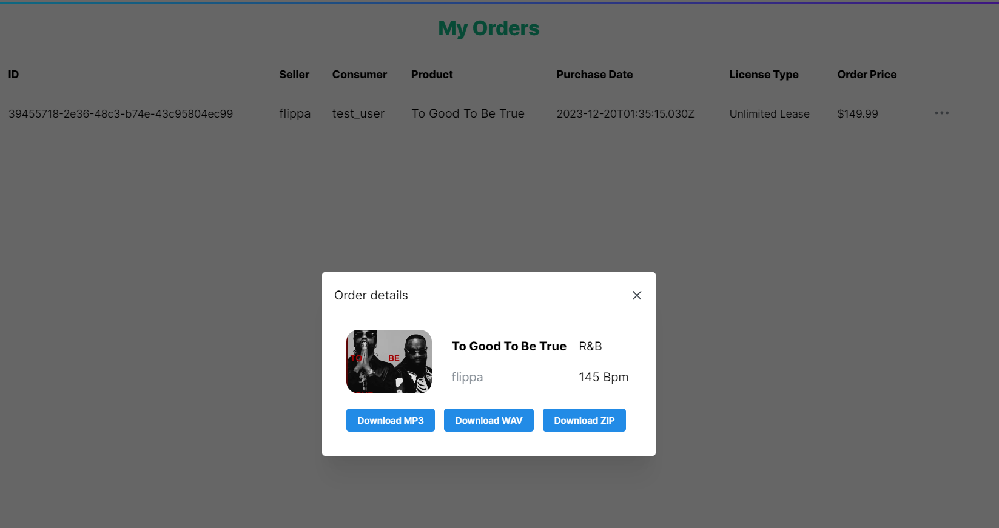 My Orders
ID Seller Consumer Product Purchase Date License Type Order Price
39455718-2e36-48c3-b74e-43c95804ec99 flippa test_user To Good To Be True 2023-12-20T01:35:15.030Z Unlimited Lease $149.99
Order details
TO BE
To Good To Be True R&B
flippa 145 Bpm
Download MP3 Download WAV Download ZIP